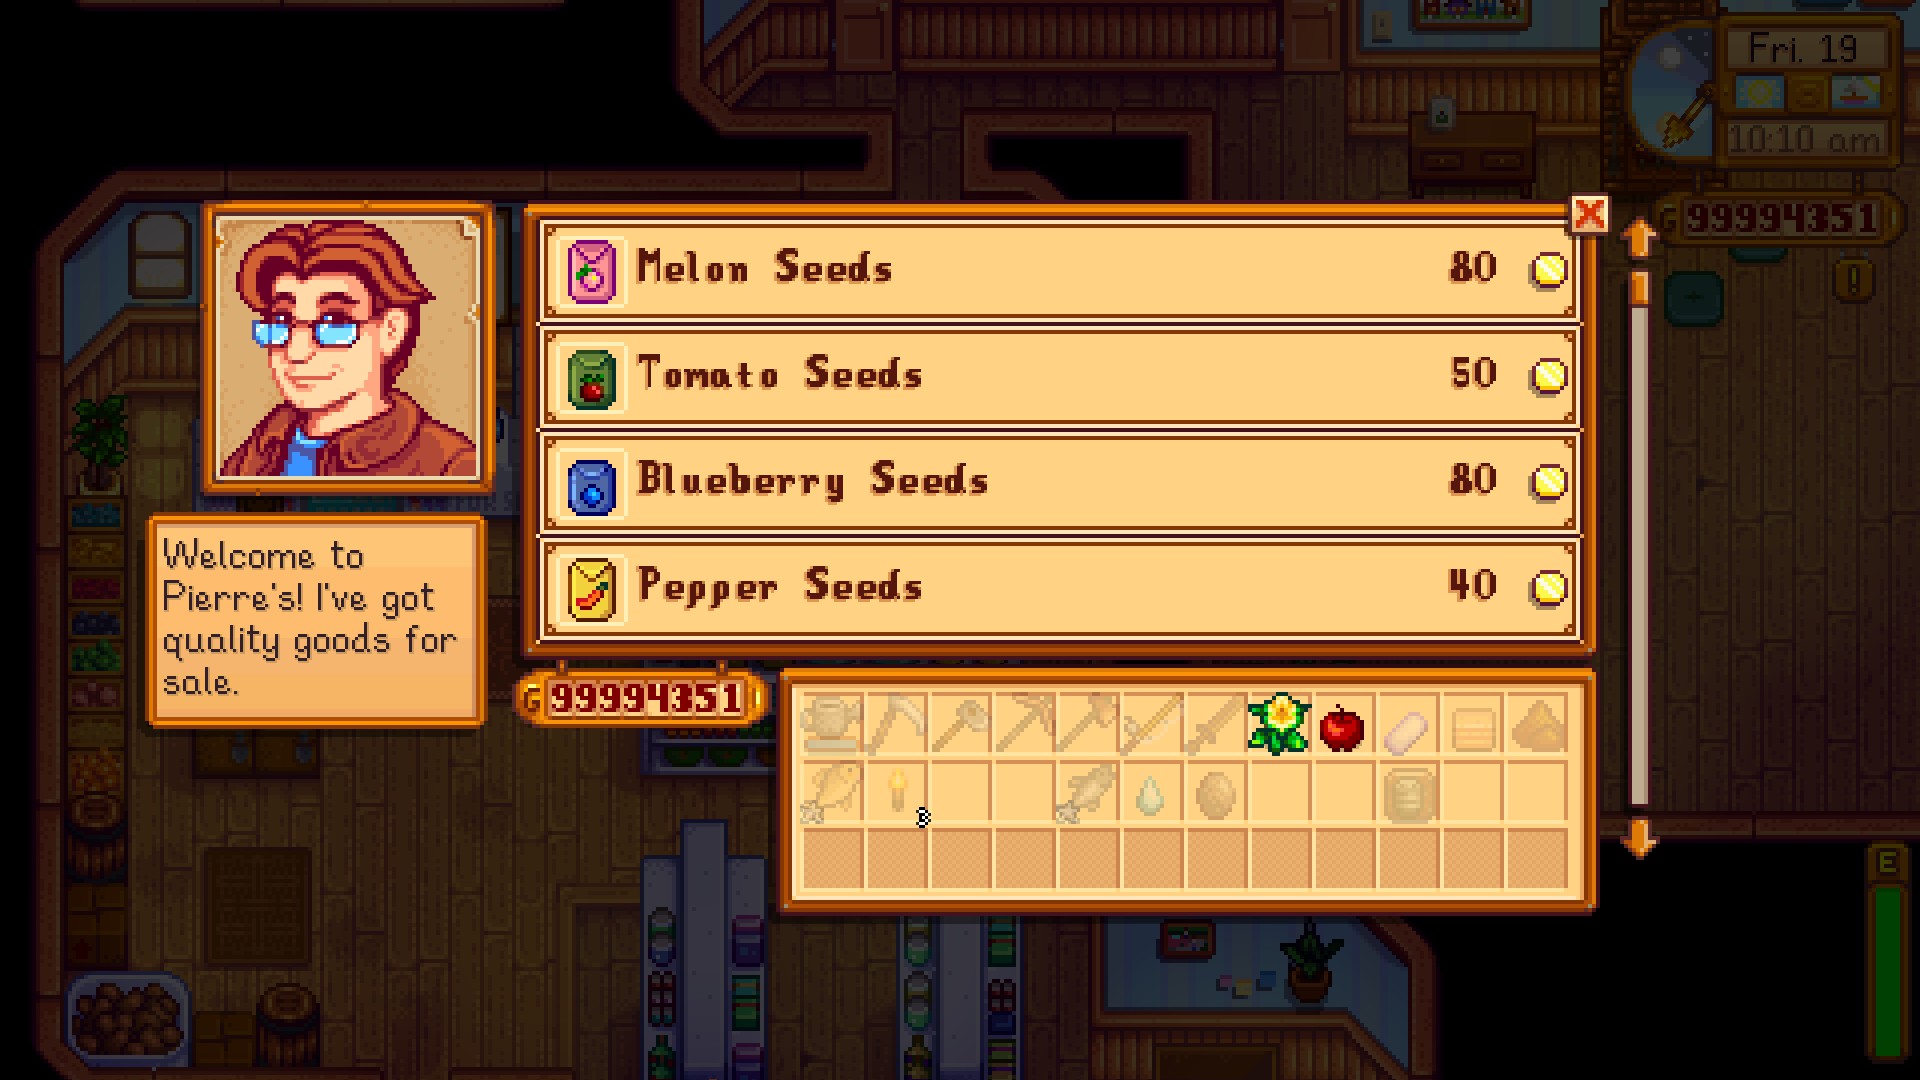 Fri. 19
10:10 am
99994351
Melon Seeds 80
Tomato Seeds 50
Blueberry Seeds 80
Pepper Seeds 40
Welcome to
Pierre's! I've got
quality goods for
sale.
99994351
E